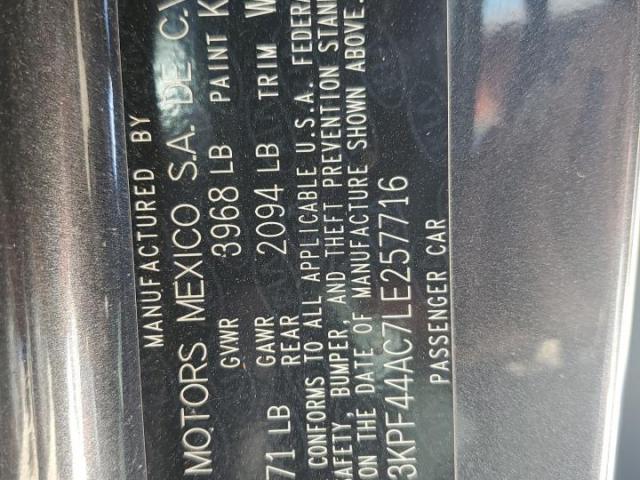 MANUFACTURED BY
MOTORS MEXICO S.A. DE C.V
GVWR 3968 LB PAINT K
71 LB GAWR REAR 2094 LB TRIM W
CONFORMS TO ALL APPLICABLE U.S.A. FEDERA
SAFETY, BUMPER, AND THEFT PREVENTION STAN
ON THE DATE OF MANUFACTURE SHOWN ABOVE.
3KPF44AC7LE257716
PASSENGER CAR